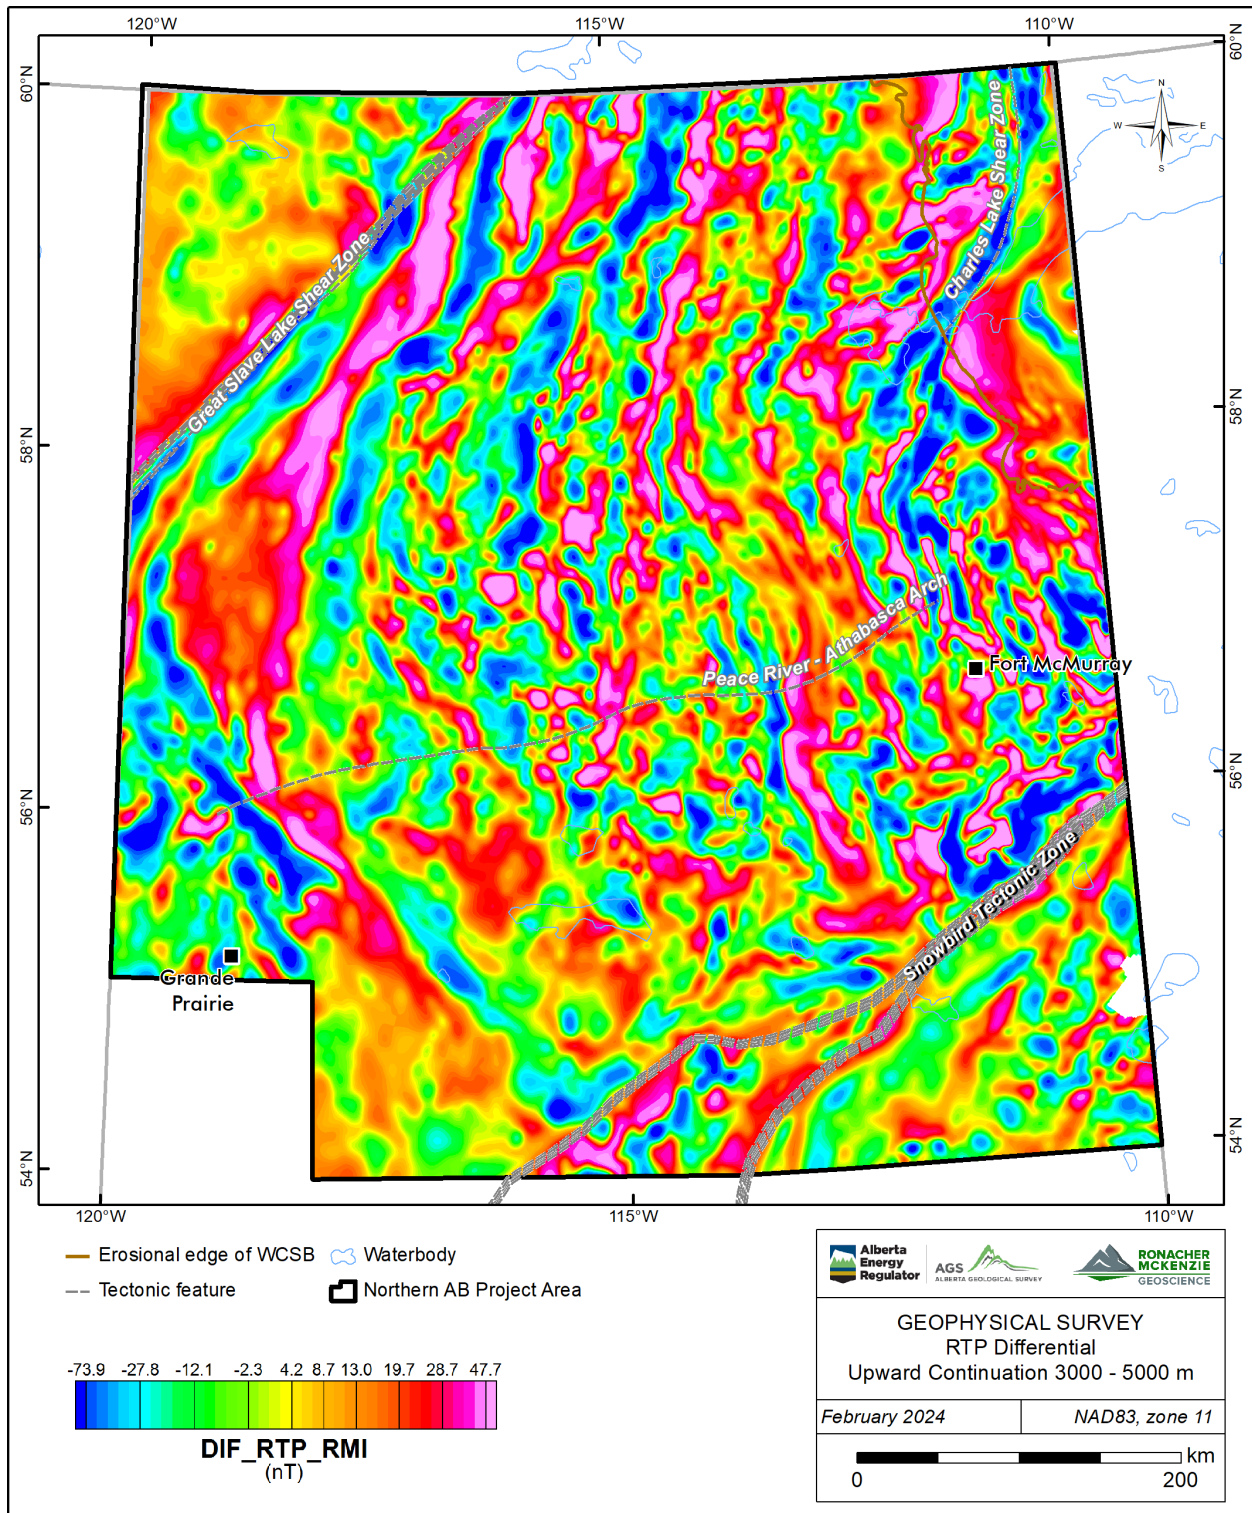 120°W
115°W
110°W
60°N
60°N
N
W
E
S
Charles Lake Shear Zone
Great Slave Lake Shear Zone
58°N
58°N
Peace River - Athabasca Arch
Fort McMurray
56°N
56°N
Snowbird Tectonic Zone
Grande
Prairie
54°N
54°N
120°W
115°W
110°W
Erosional edge of WCSB
Waterbody
Tectonic feature
Northern AB Project Area
-73.9 -27.8 -12.1 -2.3 4.2 8.7 13.0 19.7 28.7 47.7
DIF_RTP_RMI
(nT)
Alberta
Energy
Regulator
AGS
ALBERTA GEOLOGICAL SURVEY
RONACHER
MCKENZIE
GEOSCIENCE
GEOPHYSICAL SURVEY
RTP Differential
Upward Continuation 3000 - 5000 m
February 2024
NAD83, zone 11
km
0
200